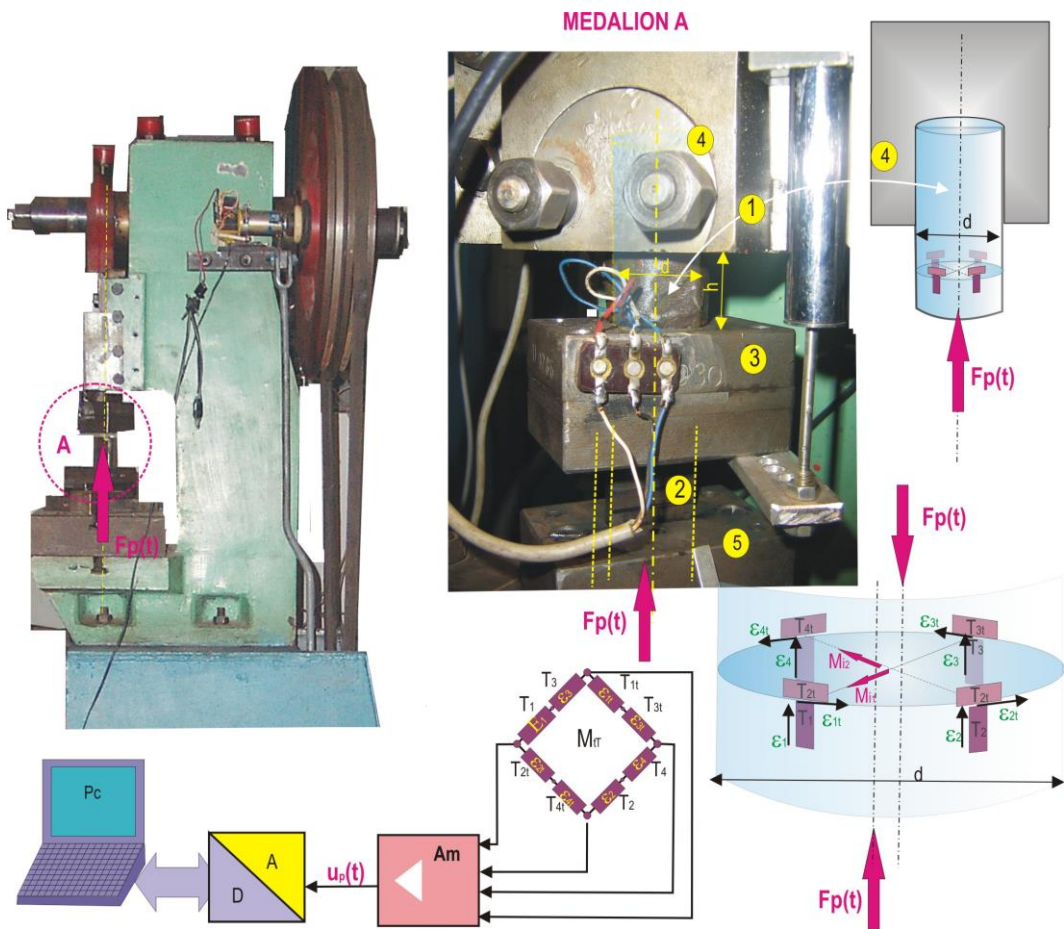 MEDALION A
A
Fp(t)
4
1
d
h
3
2
5
Fp(t)
4
d
Fp(t)
Fp(t)
ε4t
T4t
ε3t
T3t
ε4
ε3
T3
Mi2
Mi1
T2t
T2t
ε1
T1
ε1t
ε2
T2
ε2t
d
Fp(t)
T3
ε3
T1t
ε1t
T1
T3t
ε3t
MtT
T2t
ε2t
ε4
T4
T4t
ε4t
ε2
T2
Pc
A
D
up(t)
Am